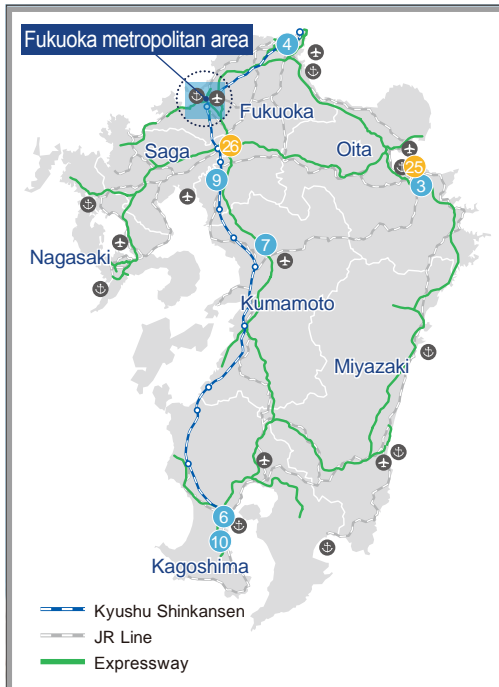 Fukuoka metropolitan area
4
Fukuoka
26
Saga
Oita
25
9
3
7
Nagasaki
Kumamoto
Miyazaki
6
10
Kagoshima
Kyushu Shinkansen
JR Line
Expressway